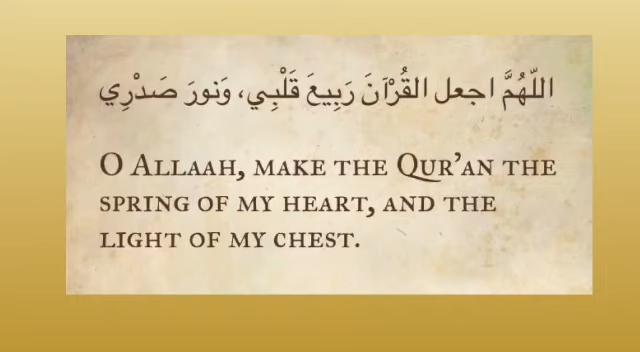 اللّهُمَّ اجعل القُرْآنَ رَبِيعَ قَلْبِي، وَنورَ صَدْرِي
O Allaah, make the Qur'an the
spring of my heart, and the
light of my chest.